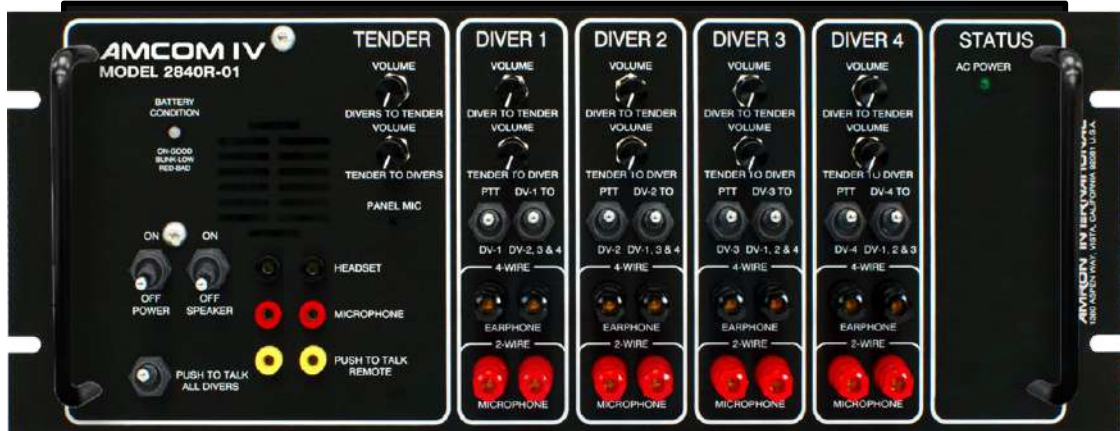 AMCOM IV
MODEL 2840R-01
BATTERY
CONDITION
ON-GOOD
BLINK-LOW
RED-BAD
ON
ON
OFF
POWER
OFF
SPEAKER
PUSH TO TALK
ALL DIVERS
TENDER
VOLUME
DIVERS TO TENDER
VOLUME
TENDER TO DIVERS
PANEL MIC
HEADSET
MICROPHONE
PUSH TO TALK
REMOTE
DIVER 1
VOLUME
DIVER TO TENDER
VOLUME
TENDER TO DIVER
PTT DV-1 TO
DV-1 DV-2, 3 & 4
4-WIRE
EARPHONE
2-WIRE
MICROPHONE
DIVER 2
VOLUME
DIVER TO TENDER
VOLUME
TENDER TO DIVER
PTT DV-2 TO
DV-2 DV-1, 3 & 4
4-WIRE
EARPHONE
2-WIRE
MICROPHONE
DIVER 3
VOLUME
DIVER TO TENDER
VOLUME
TENDER TO DIVER
PTT DV-3 TO
DV-3 DV-1, 2 & 4
4-WIRE
EARPHONE
2-WIRE
MICROPHONE
DIVER 4
VOLUME
DIVER TO TENDER
VOLUME
TENDER TO DIVER
PTT DV-4 TO
DV-4 DV-1, 2 & 3
4-WIRE
EARPHONE
2-WIRE
MICROPHONE
STATUS
AC POWER
AMRON INTERNATIONAL
1380 ASPEN WAY, VISTA, CALIFORNIA 92081 U.S.A.